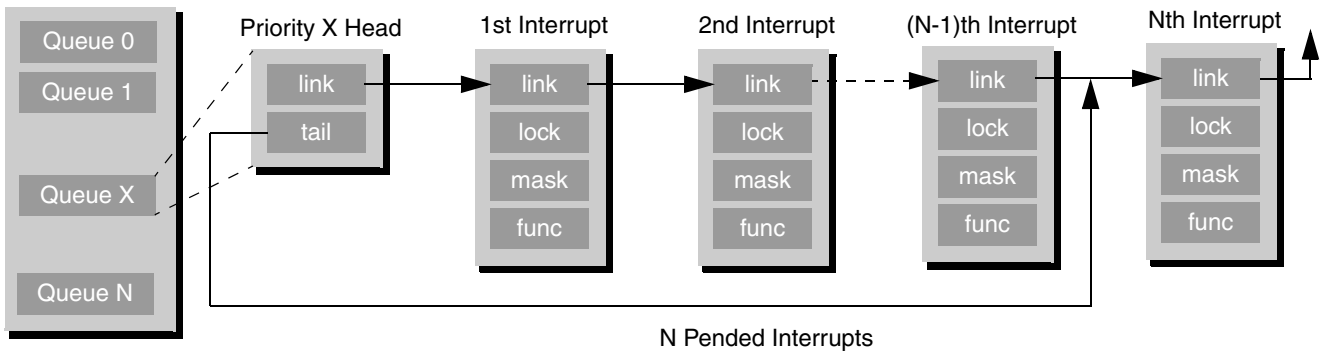 Queue 0
Queue 1
Queue X
Queue N
Priority X Head
link
tail
1st Interrupt
link
lock
mask
func
2nd Interrupt
link
lock
mask
func
(N-1)th Interrupt
link
lock
mask
func
Nth Interrupt
link
lock
mask
func
N Pended Interrupts